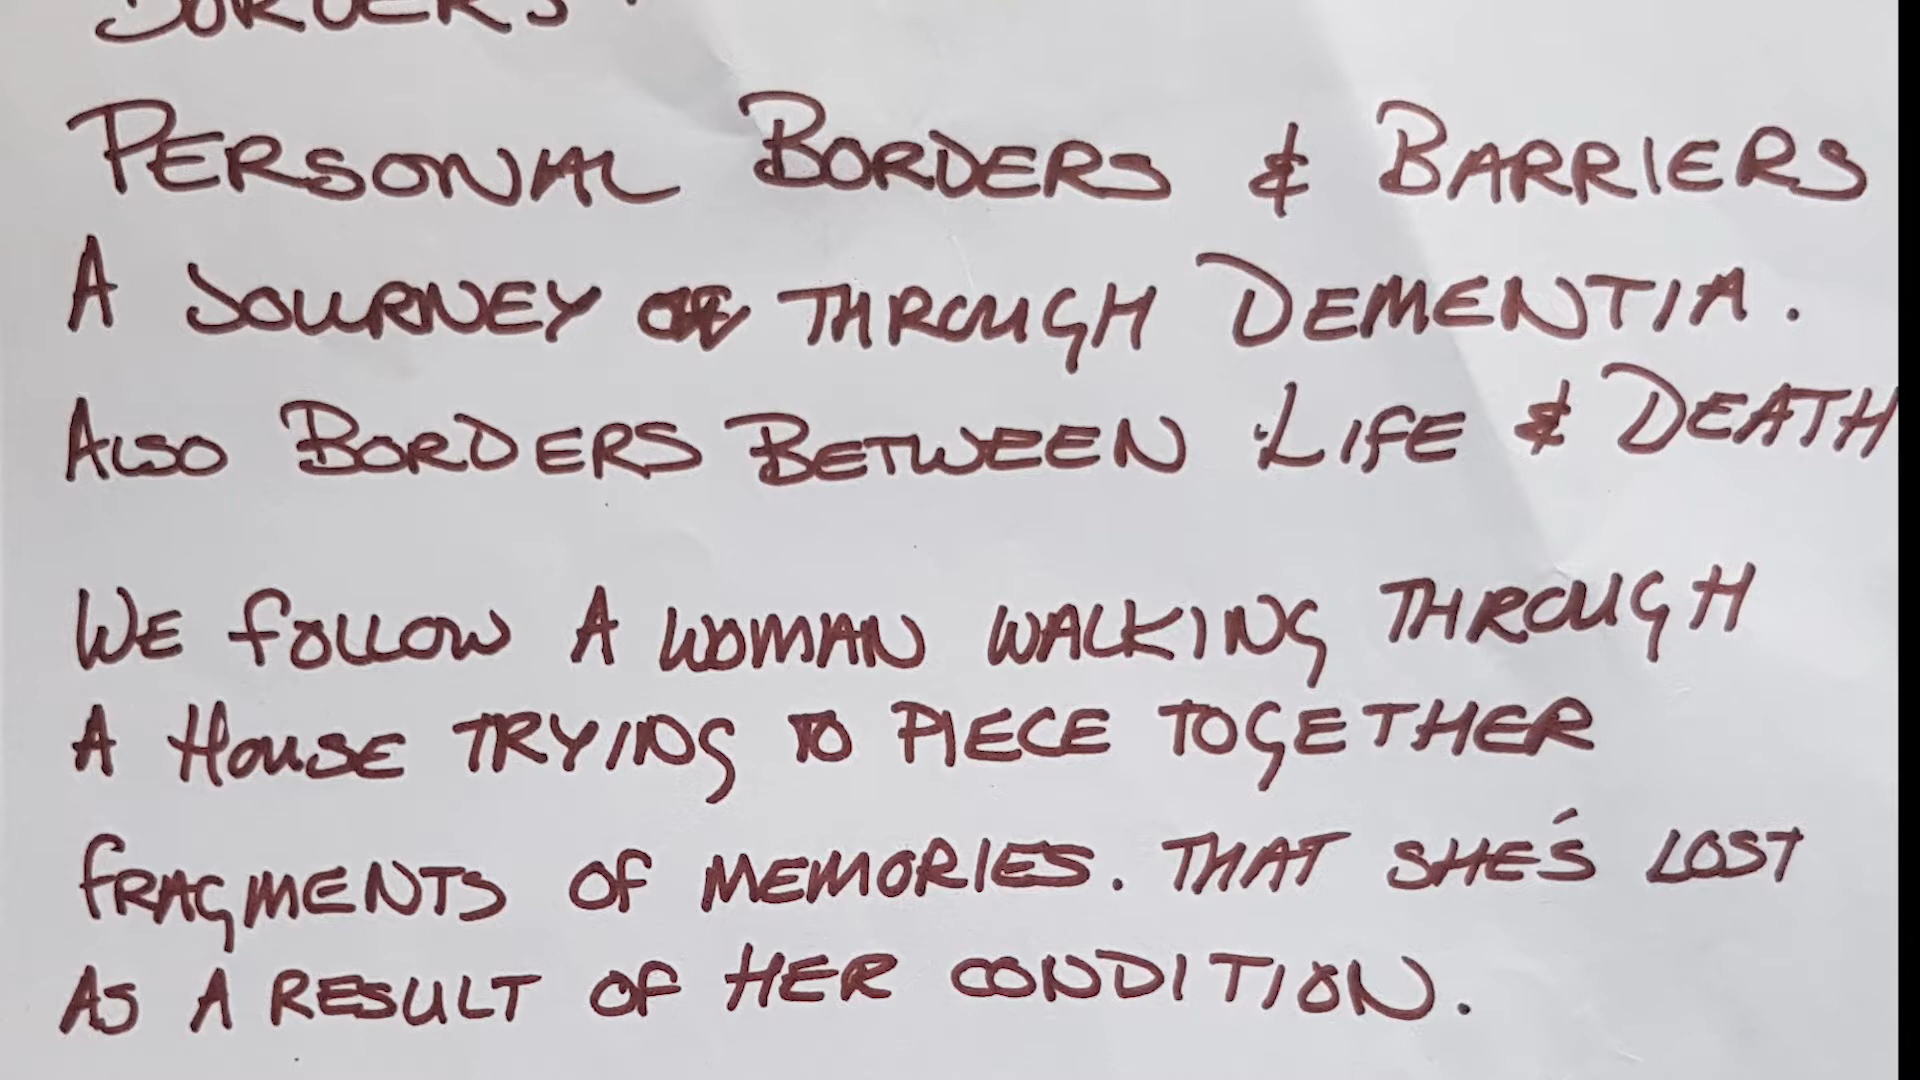 BORDERS.
PERSONAL BORDERS & BARRIERS
A JOURNEY THROUGH DEMENTIA.
ALSO BORDERS BETWEEN LIFE & DEATH
WE FOLLOW A WOMAN WALKING THROUGH
A HOUSE TRYING TO PIECE TOGETHER
FRAGMENTS OF MEMORIES. THAT SHE'S LOST
AS A RESULT OF HER CONDITION.